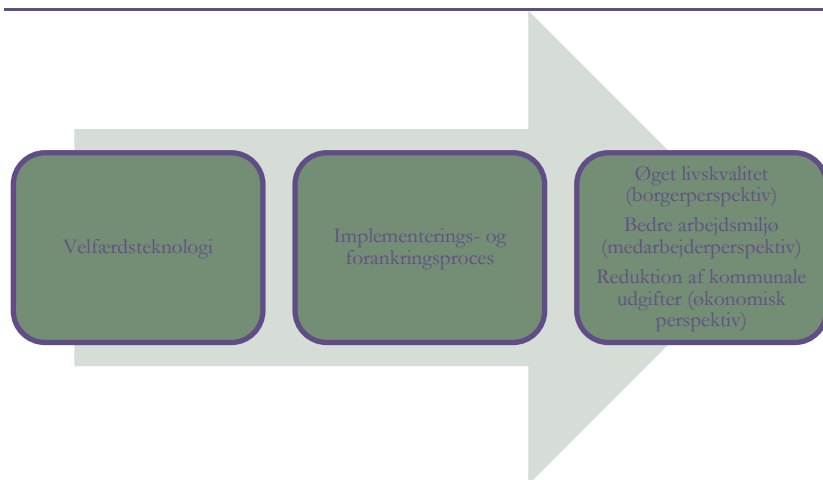 Velfærdsteknologi
Implementerings- og
forankringsproces
Øget livskvalitet
(borgerperspektiv)
Bedre arbejdsmiljø
(medarbejderperspektiv)
Reduktion af kommunale
udgifter (økonomisk
perspektiv)